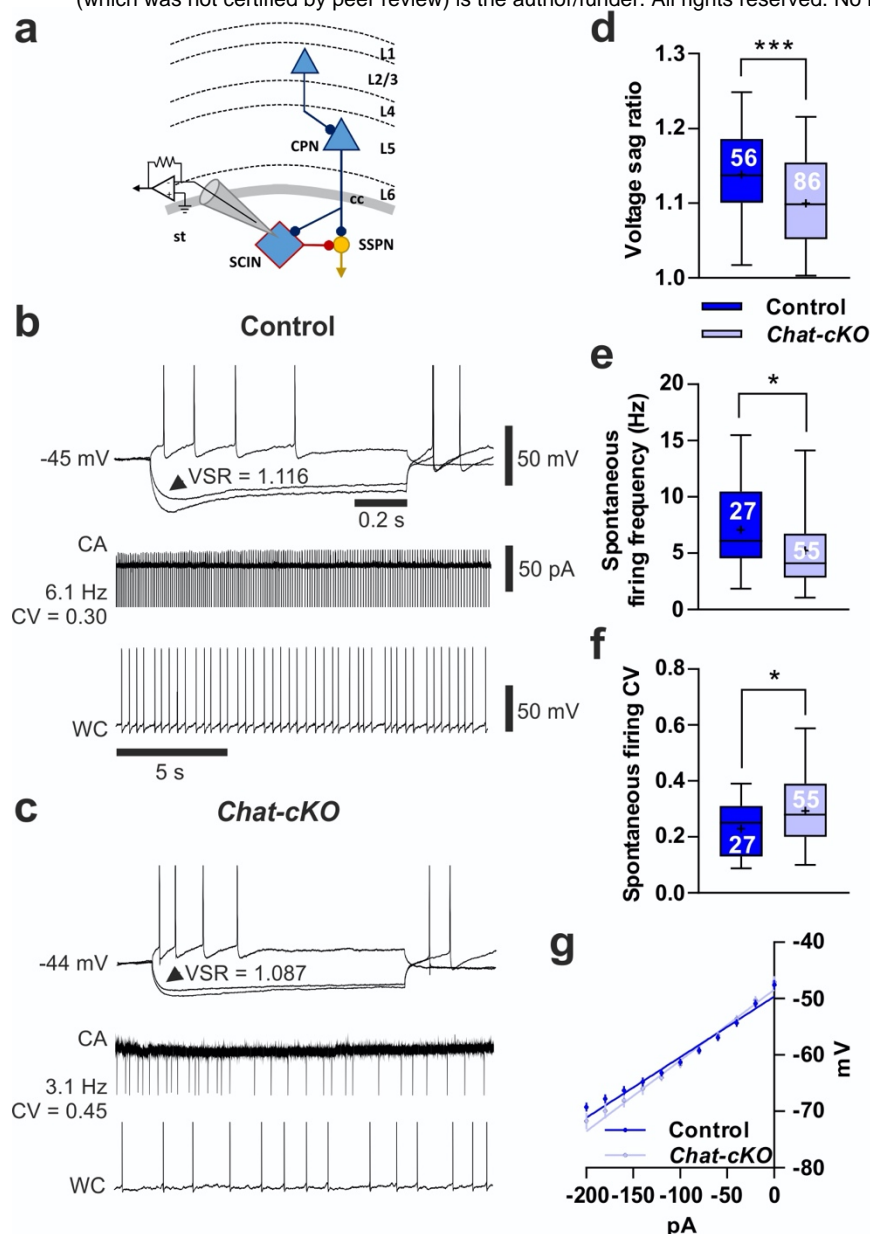 (which was not certified by peer review) is the author/funder. All rights reserved. No
a
L1
L2/3
L4
CPN
L5
L6
cc
st
SCIN
SSPN
b
Control
-45 mV
VSR = 1.116
50 mV
0.2 s
CA
50 pA
6.1 Hz
CV = 0.30
50 mV
WC
5 s
c
Chat-cKO
-44 mV
VSR = 1.087
CA
3.1 Hz
CV = 0.45
WC
d
***
Voltage sag ratio
1.3
1.2
1.1
1.0
56
86
Control
Chat-cKO
e
*
Spontaneous
firing frequency (Hz)
20
15
10
5
0
27
55
f
*
Spontaneous firing CV
0.8
0.6
0.4
0.2
0.0
27
55
g
-40
-50
-60
-70
-80
mV
Control
Chat-cKO
-200 -150 -100 -50 0
pA